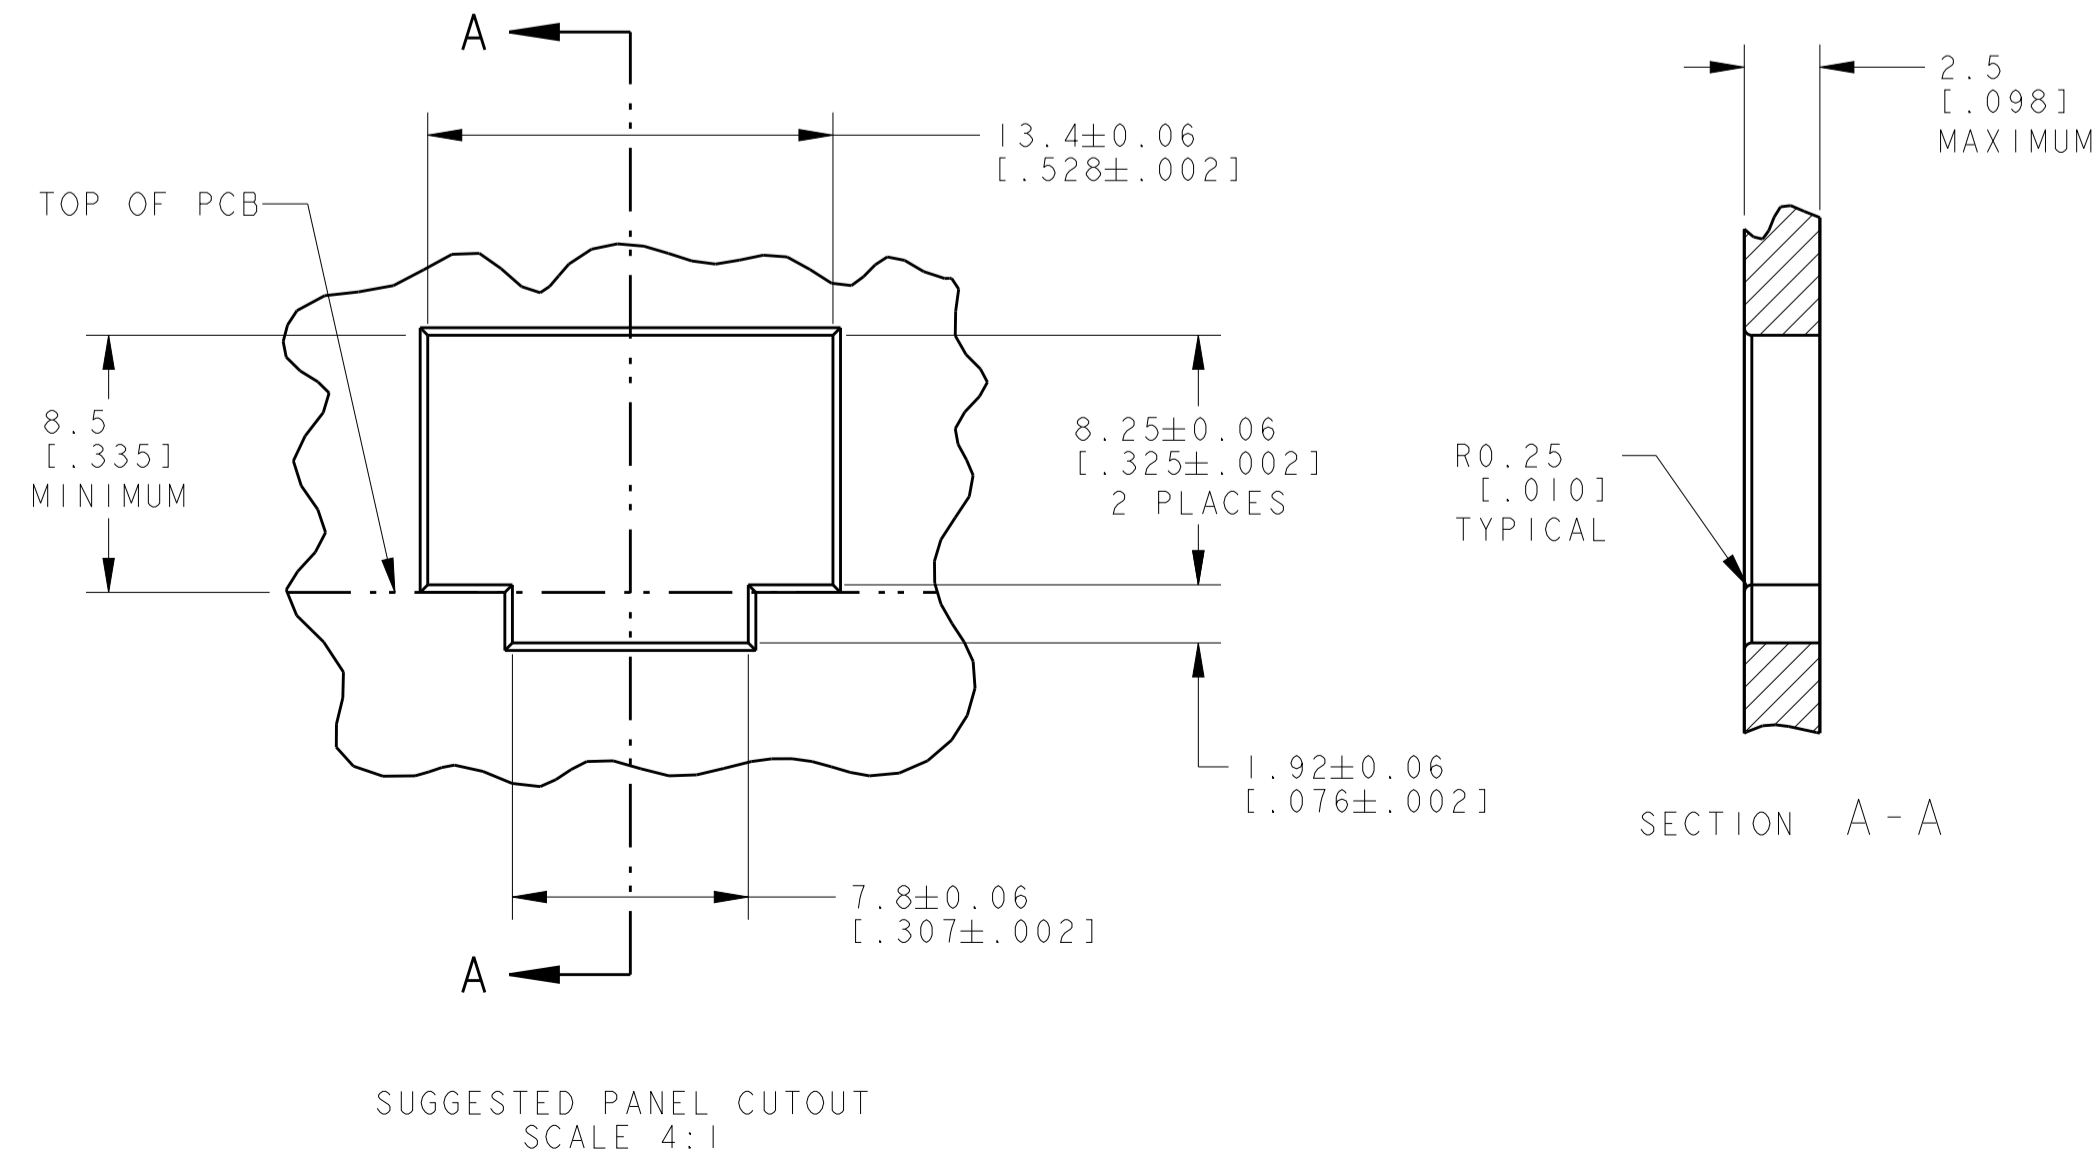 A
13.4±0.06
[.528±.002]
TOP OF PCB
8.5
[.335]
MINIMUM
8.25±0.06
[.325±.002]
2 PLACES
1.92±0.06
[.076±.002]
7.8±0.06
[.307±.002]
A
SUGGESTED PANEL CUTOUT
SCALE 4:1
2.5
[.098]
MAXIMUM
R0.25
[.010]
TYPICAL
SECTION A-A